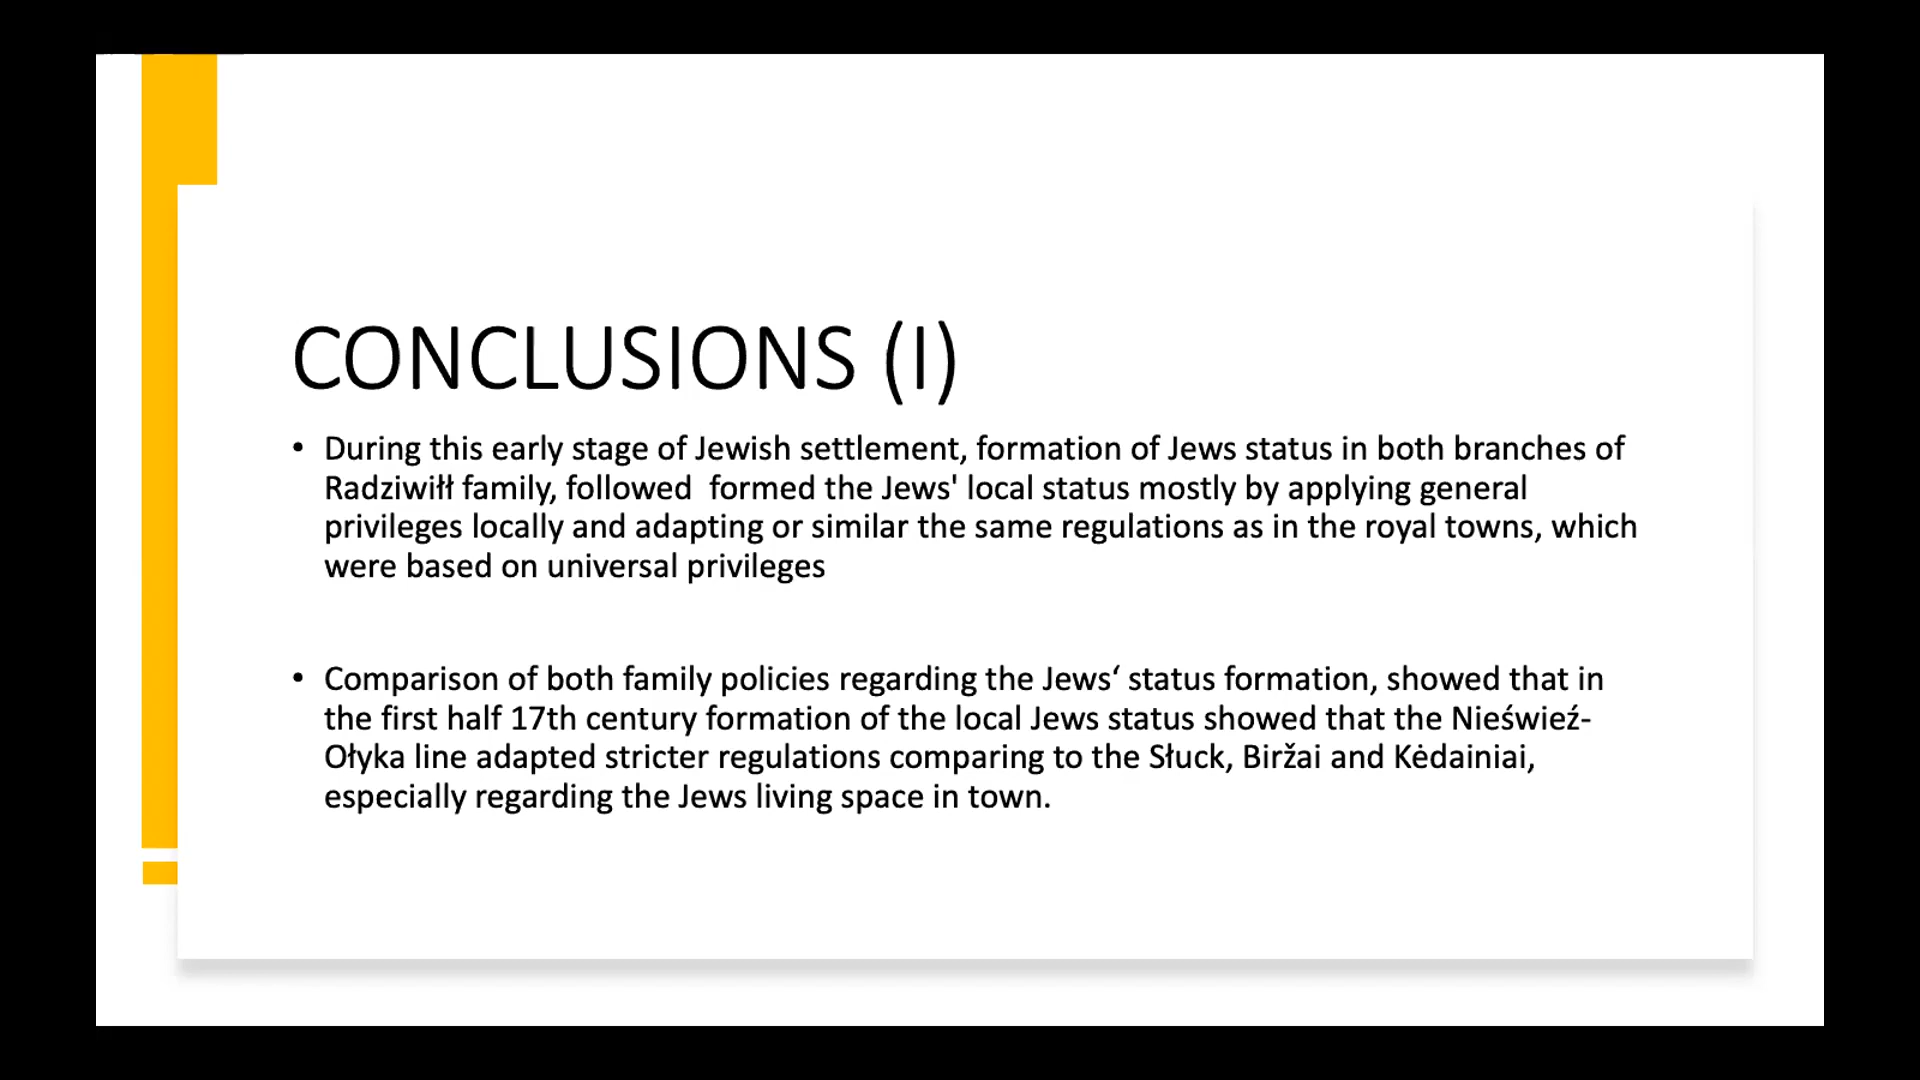 CONCLUSIONS (I)
• During this early stage of Jewish settlement, formation of Jews status in both branches of
Radziwiłł family, followed  formed the Jews' local status mostly by applying general
privileges locally and adapting or similar the same regulations as in the royal towns, which
were based on universal privileges
• Comparison of both family policies regarding the Jews‘ status formation, showed that in
the first half 17th century formation of the local Jews status showed that the Nieświeź-
Ołyka line adapted stricter regulations comparing to the Słuck, Biržai and Kėdainiai,
especially regarding the Jews living space in town.